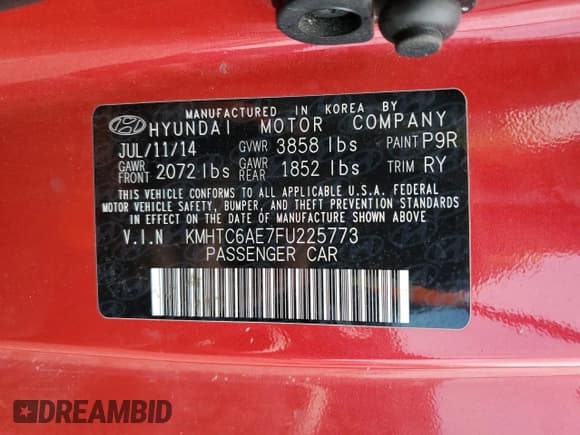 MANUFACTURED IN KOREA BY
HYUNDAI MOTOR COMPANY
JUL/11/14 GVWR 3858 lbs PAINT P9R
GAWR FRONT 2072 lbs GAWR REAR 1852 lbs TRIM RY
THIS VEHICLE CONFORMS TO ALL APPLICABLE U.S.A. FEDERAL
MOTOR VEHICLE SAFETY, BUMPER, AND THEFT PREVENTION STANDARDS
IN EFFECT ON THE DATE OF MANUFACTURE SHOWN ABOVE
V.I.N KMHTC6AE7FU225773
PASSENGER CAR
DREAMBID